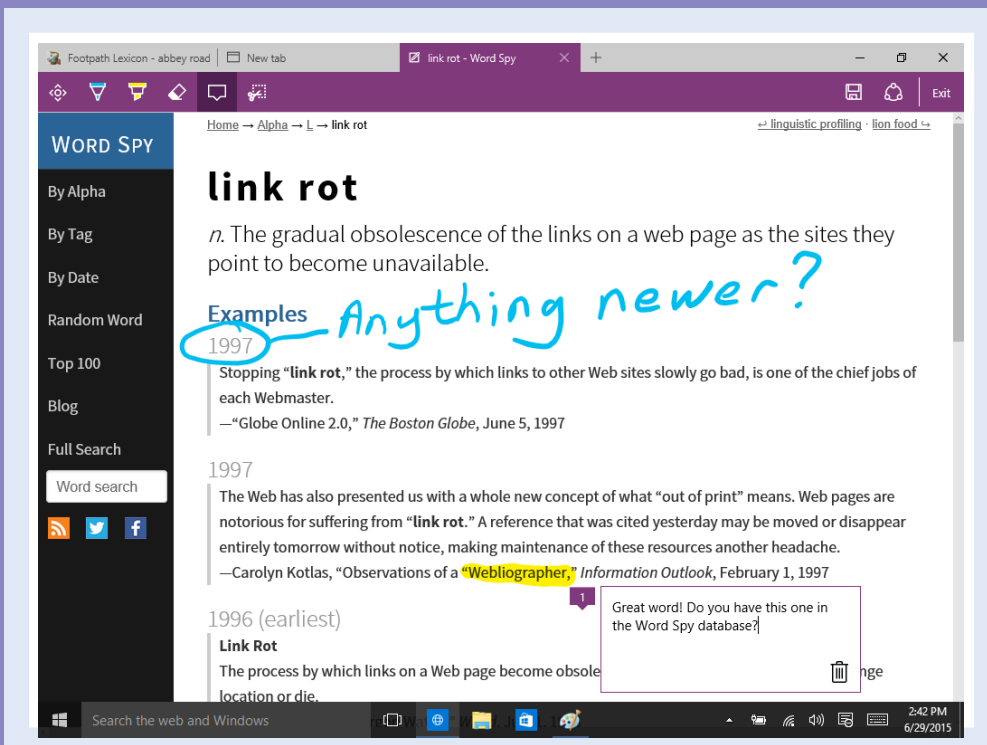 Footpath Lexicon - abbey road
New tab
link rot - Word Spy
Exit
WORD SPY
By Alpha
By Tag
By Date
Random Word
Top 100
Blog
Full Search
Word search
Home → Alpha → L → link rot
↩ linguistic profiling · lion food ↪
link rot
n. The gradual obsolescence of the links on a web page as the sites they
point to become unavailable.
Examples
Anything newer?
1997
Stopping “link rot,” the process by which links to other Web sites slowly go bad, is one of the chief jobs of
each Webmaster.
—“Globe Online 2.0,” The Boston Globe, June 5, 1997
1997
The Web has also presented us with a whole new concept of what “out of print” means. Web pages are
notorious for suffering from “link rot.” A reference that was cited yesterday may be moved or disappear
entirely tomorrow without notice, making maintenance of these resources another headache.
—Carolyn Kotlas, “Observations of a “Webliographer,” Information Outlook, February 1, 1997
1
Great word! Do you have this one in
the Word Spy database?
1996 (earliest)
Link Rot
The process by which links on a Web page become obsole nge
location or die.
Search the web and Windows
2:42 PM
6/29/2015